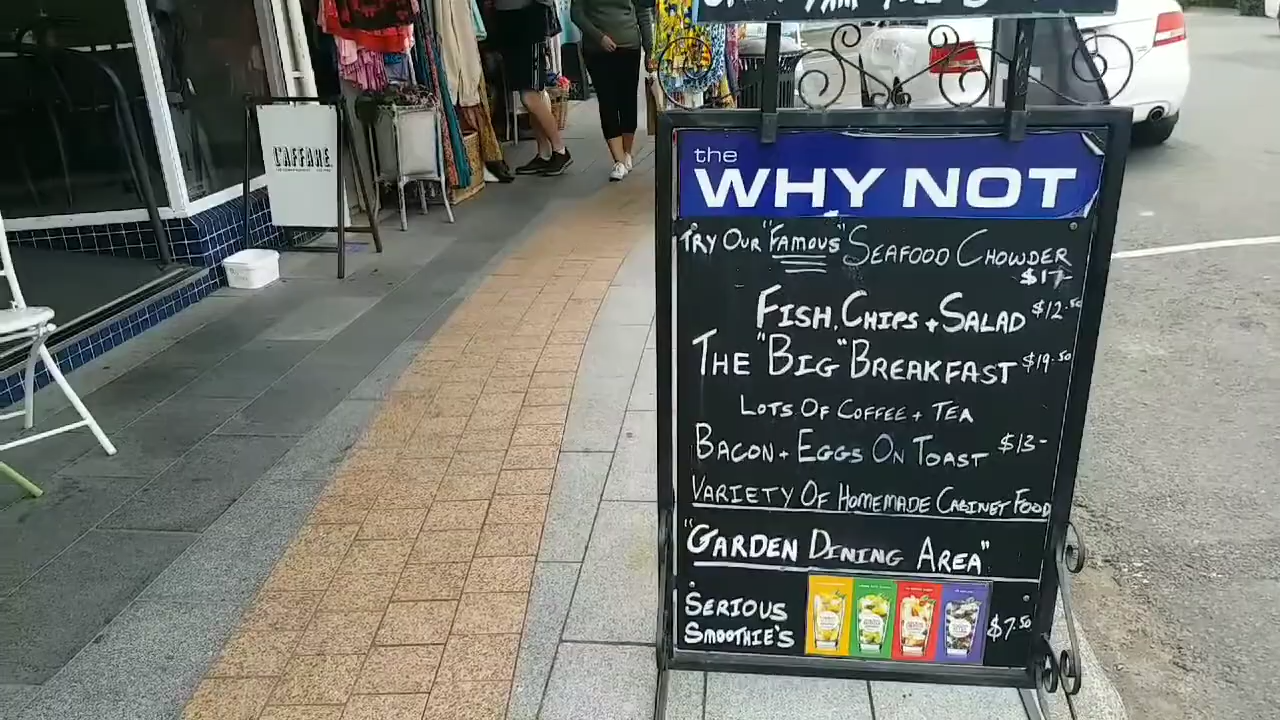 L'AFFARE.
the
WHY NOT
TRY OUR "FAMOUS" SEAFOOD CHOWDER
$17-
FISH, CHIPS + SALAD $12.50
THE "BIG" BREAKFAST $19.50
LOTS OF COFFEE + TEA
BACON + EGGS ON TOAST $13-
VARIETY OF HOMEMADE CABINET FOOD
"GARDEN DINING AREA"
SERIOUS
SMOOTHIE'S
$7.50